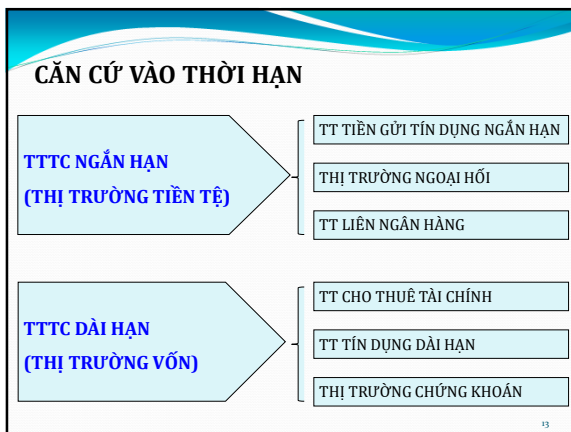 CĂN CỨ VÀO THỜI HẠN
TTTC NGẮN HẠN
(THỊ TRƯỜNG TIỀN TỆ)
TT TIỀN GỬI TÍN DỤNG NGẮN HẠN
THỊ TRƯỜNG NGOẠI HỐI
TT LIÊN NGÂN HÀNG
TTTC DÀI HẠN
(THỊ TRƯỜNG VỐN)
TT CHO THUÊ TÀI CHÍNH
TT TÍN DỤNG DÀI HẠN
THỊ TRƯỜNG CHỨNG KHOÁN
13